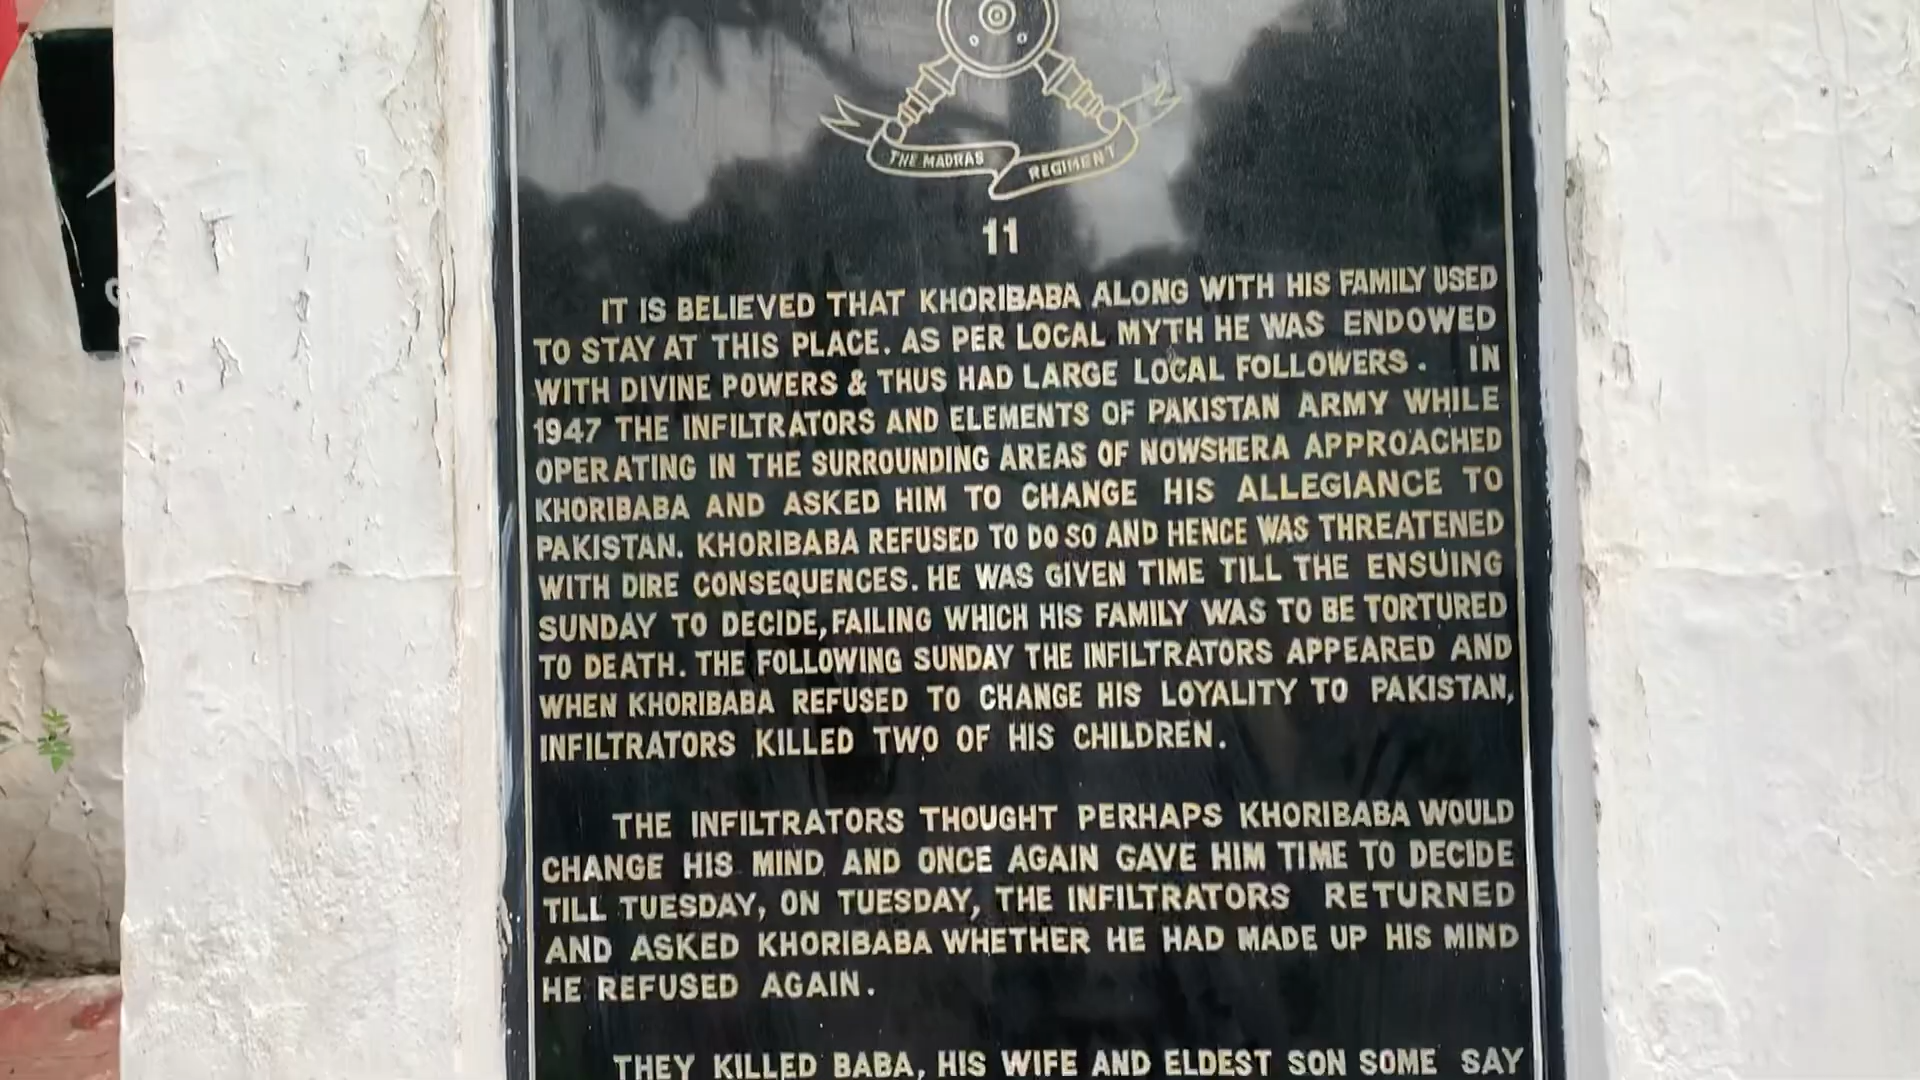 THE MADRAS REGIMENT
11
IT IS BELIEVED THAT KHORIBABA ALONG WITH HIS FAMILY USED
TO STAY AT THIS PLACE. AS PER LOCAL MYTH HE WAS ENDOWED
WITH DIVINE POWERS & THUS HAD LARGE LOCAL FOLLOWERS. IN
1947 THE INFILTRATORS AND ELEMENTS OF PAKISTAN ARMY WHILE
OPERATING IN THE SURROUNDING AREAS OF NOWSHERA APPROACHED
KHORIBABA AND ASKED HIM TO CHANGE HIS ALLEGIANCE TO
PAKISTAN. KHORIBABA REFUSED TO DO SO AND HENCE WAS THREATENED
WITH DIRE CONSEQUENCES. HE WAS GIVEN TIME TILL THE ENSUING
SUNDAY TO DECIDE, FAILING WHICH HIS FAMILY WAS TO BE TORTURED
TO DEATH. THE FOLLOWING SUNDAY THE INFILTRATORS APPEARED AND
WHEN KHORIBABA REFUSED TO CHANGE HIS LOYALITY TO PAKISTAN,
INFILTRATORS KILLED TWO OF HIS CHILDREN.
THE INFILTRATORS THOUGHT PERHAPS KHORIBABA WOULD
CHANGE HIS MIND AND ONCE AGAIN GAVE HIM TIME TO DECIDE
TILL TUESDAY, ON TUESDAY, THE INFILTRATORS RETURNED
AND ASKED KHORIBABA WHETHER HE HAD MADE UP HIS MIND
HE REFUSED AGAIN.
THEY KILLED BABA, HIS WIFE AND ELDEST SON SOME SAY